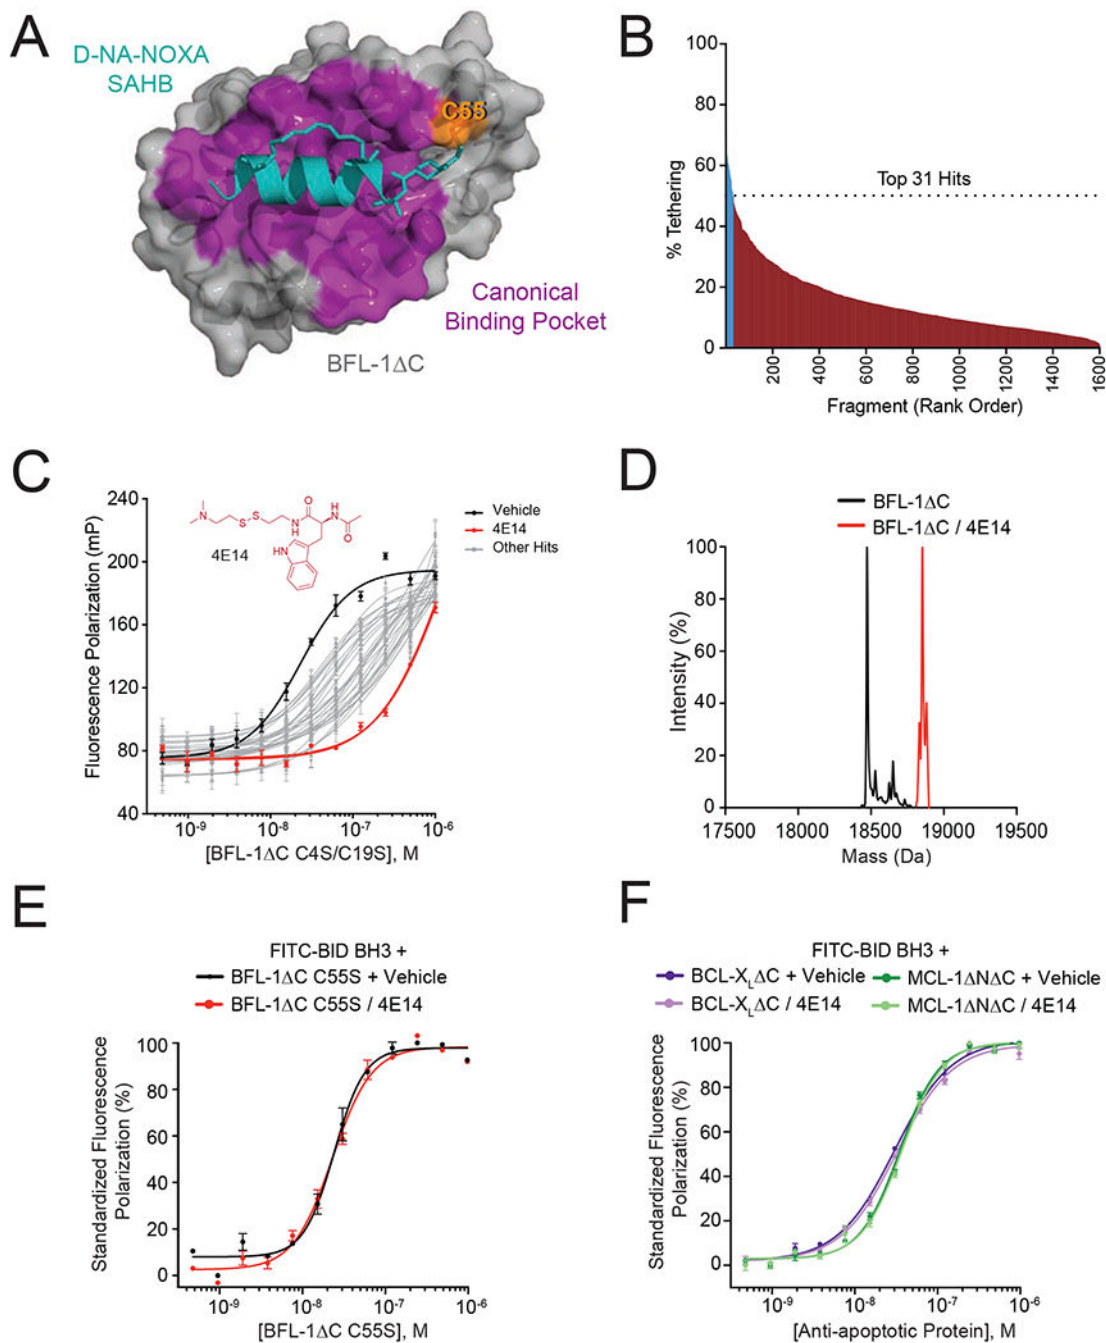 A
D-NA-NOXA
SAHB
C55
Canonical
Binding Pocket
BFL-1ΔC
B
% Tethering
100
80
60
40
20
0
Top 31 Hits
200
400
600
800
1000
1200
1400
1600
Fragment (Rank Order)
C
Fluorescence Polarization (mP)
240
200
160
120
80
40
N
S
S
N
H
O
H
N
O
HN
4E14
Vehicle
4E14
Other Hits
10-9
10-8
10-7
10-6
[BFL-1ΔC C4S/C19S], M
D
BFL-1ΔC
BFL-1ΔC / 4E14
Intensity (%)
100
80
60
40
20
0
17500
18000
18500
19000
19500
Mass (Da)
E
FITC-BID BH3 +
BFL-1ΔC C55S + Vehicle
BFL-1ΔC C55S / 4E14
Standardized Fluorescence
Polarization (%)
100
80
60
40
20
0
10-9
10-8
10-7
10-6
[BFL-1ΔC C55S], M
F
FITC-BID BH3 +
BCL-XLΔC + Vehicle
MCL-1ΔNΔC + Vehicle
BCL-XLΔC / 4E14
MCL-1ΔNΔC / 4E14
Standardized Fluorescence
Polarization (%)
100
80
60
40
20
0
10-9
10-8
10-7
10-6
[Anti-apoptotic Protein], M